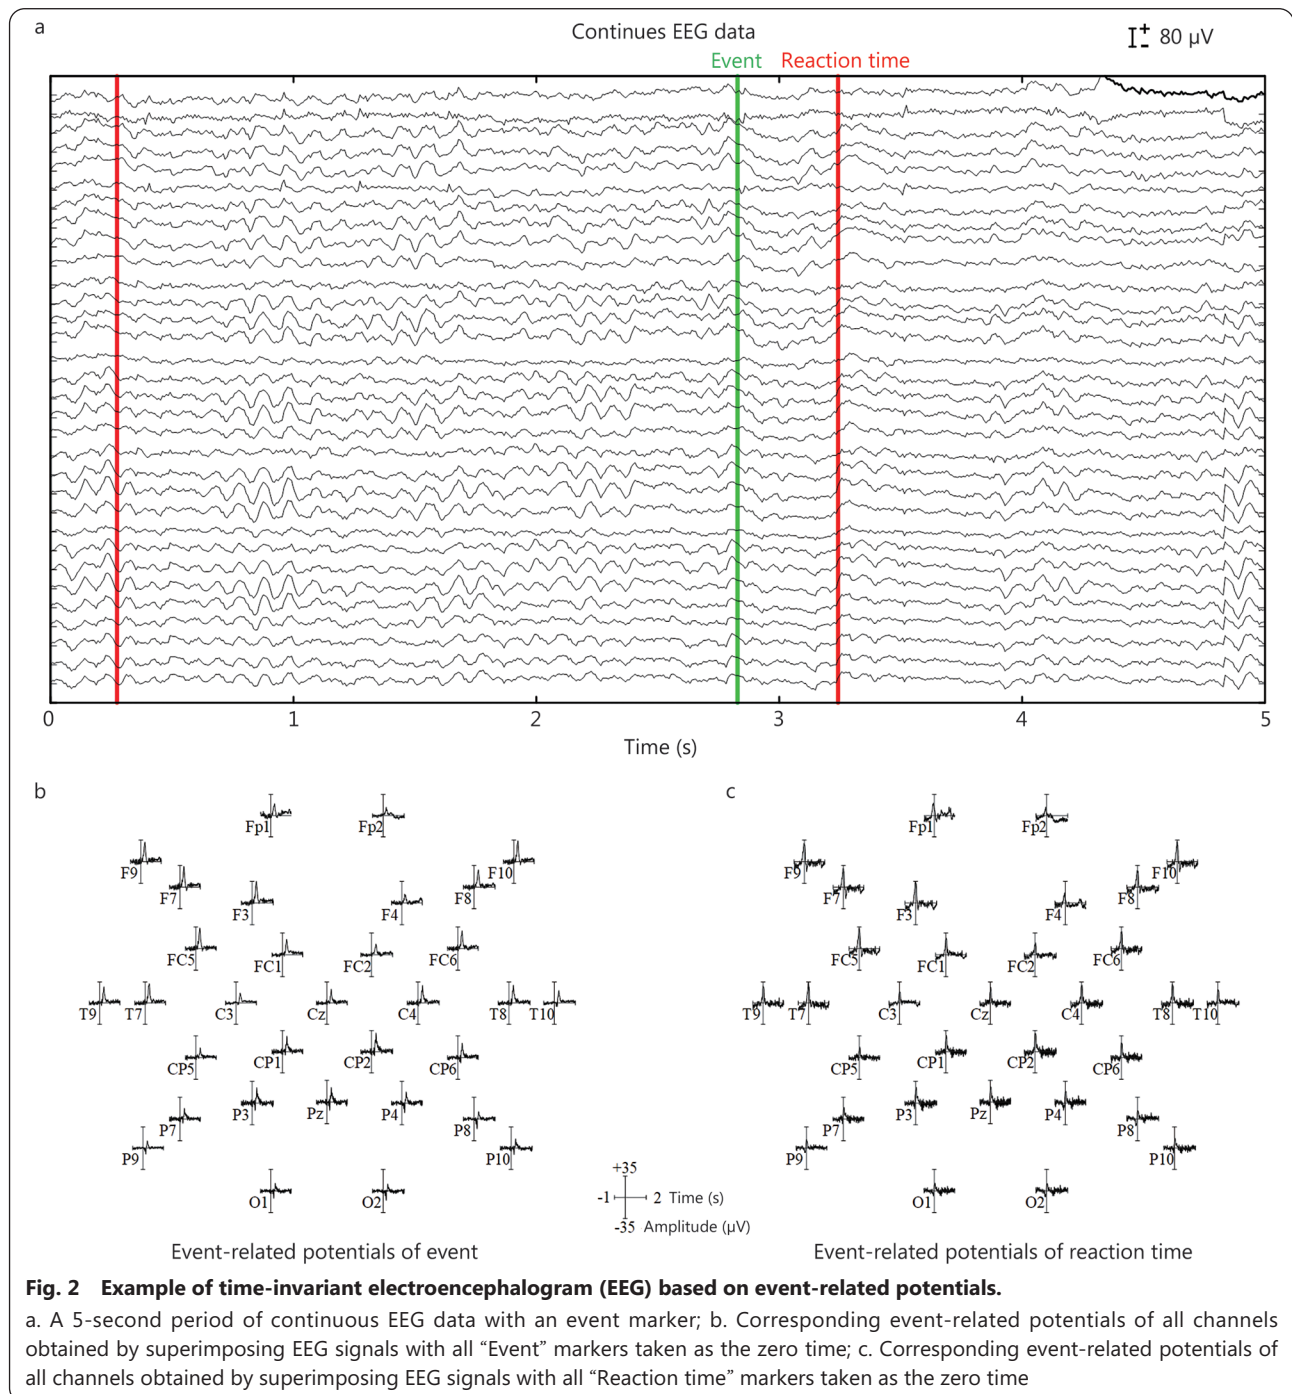 a
Continues EEG data
80 µV
Event
Reaction time
0
1
2
3
4
5
Time (s)
b
Fp1
Fp2
F9
F10
F7
F8
F3
F4
FC5
FC1
FC2
FC6
T9
T7
C3
Cz
C4
T8
T10
CP5
CP1
CP2
CP6
P7
P3
Pz
P4
P8
P9
P10
O1
O2
Event-related potentials of event
+35
-1
2 Time (s)
-35 Amplitude (µV)
c
Fp1
Fp2
F9
F10
F7
F8
F3
F4
FC5
FC1
FC2
FC6
T9
T7
C3
Cz
C4
T8
T10
CP5
CP1
CP2
CP6
P7
P3
Pz
P4
P8
P9
P10
O1
O2
Event-related potentials of reaction time
Fig. 2 Example of time-invariant electroencephalogram (EEG) based on event-related potentials.
a. A 5-second period of continuous EEG data with an event marker; b. Corresponding event-related potentials of all channels
obtained by superimposing EEG signals with all “Event” markers taken as the zero time; c. Corresponding event-related potentials of
all channels obtained by superimposing EEG signals with all “Reaction time” markers taken as the zero time